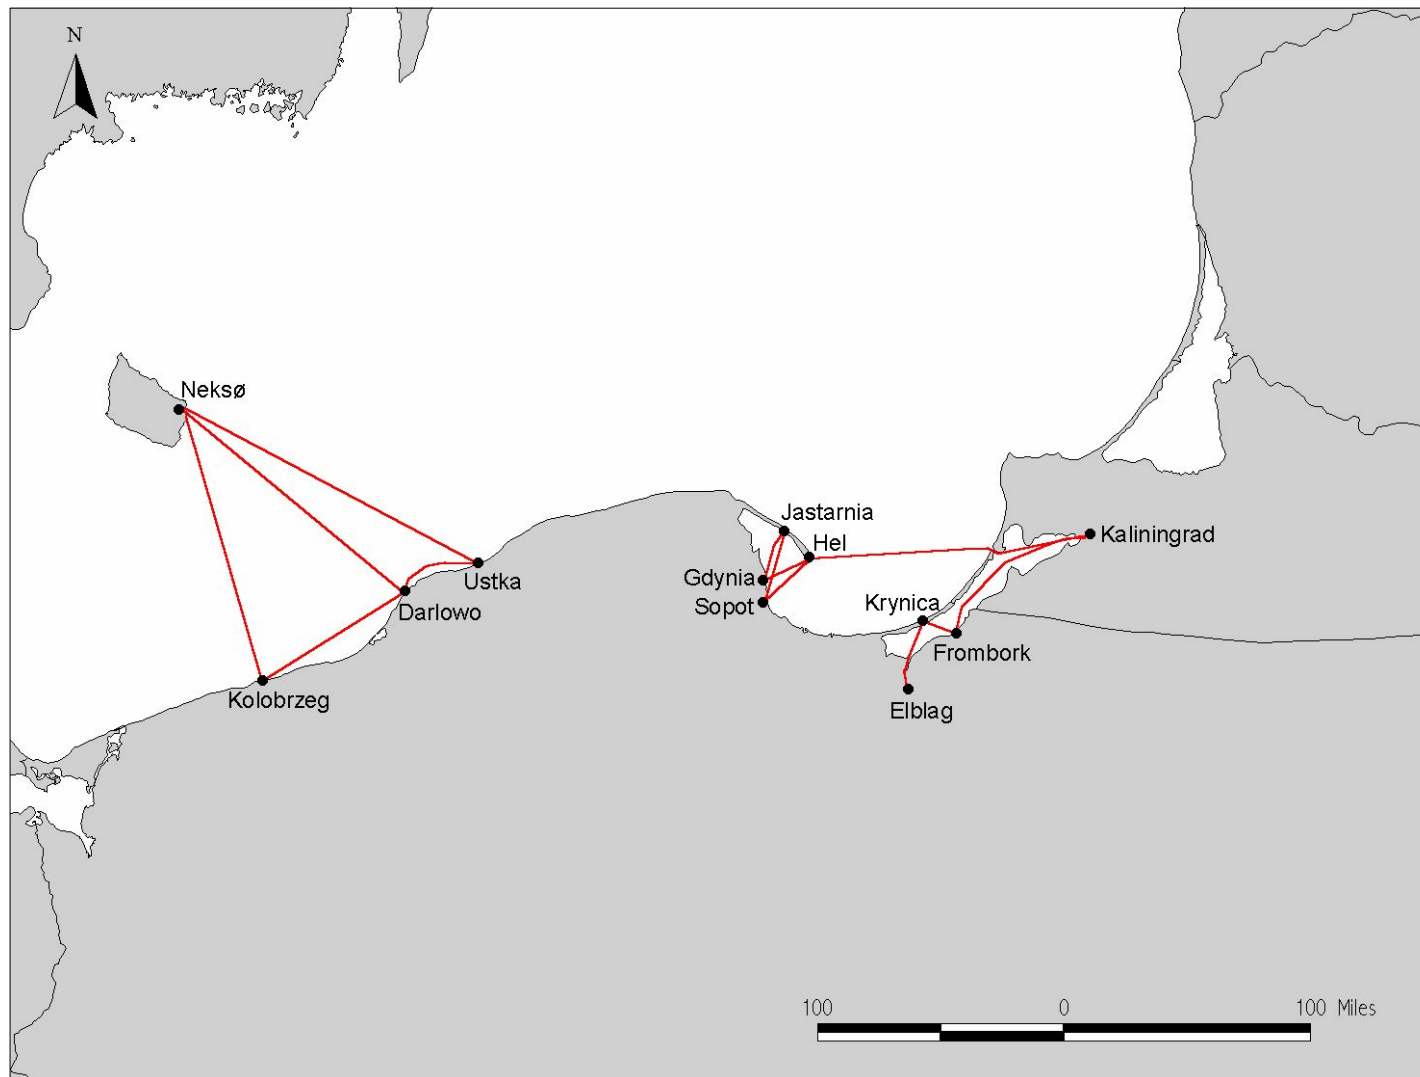 N
Neksø
Jastarnia
Hel
Kaliningrad
Gdynia
Ustka
Sopot
Krynica
Darlowo
Frombork
Kolobrzeg
Elblag
100 0 100 Miles